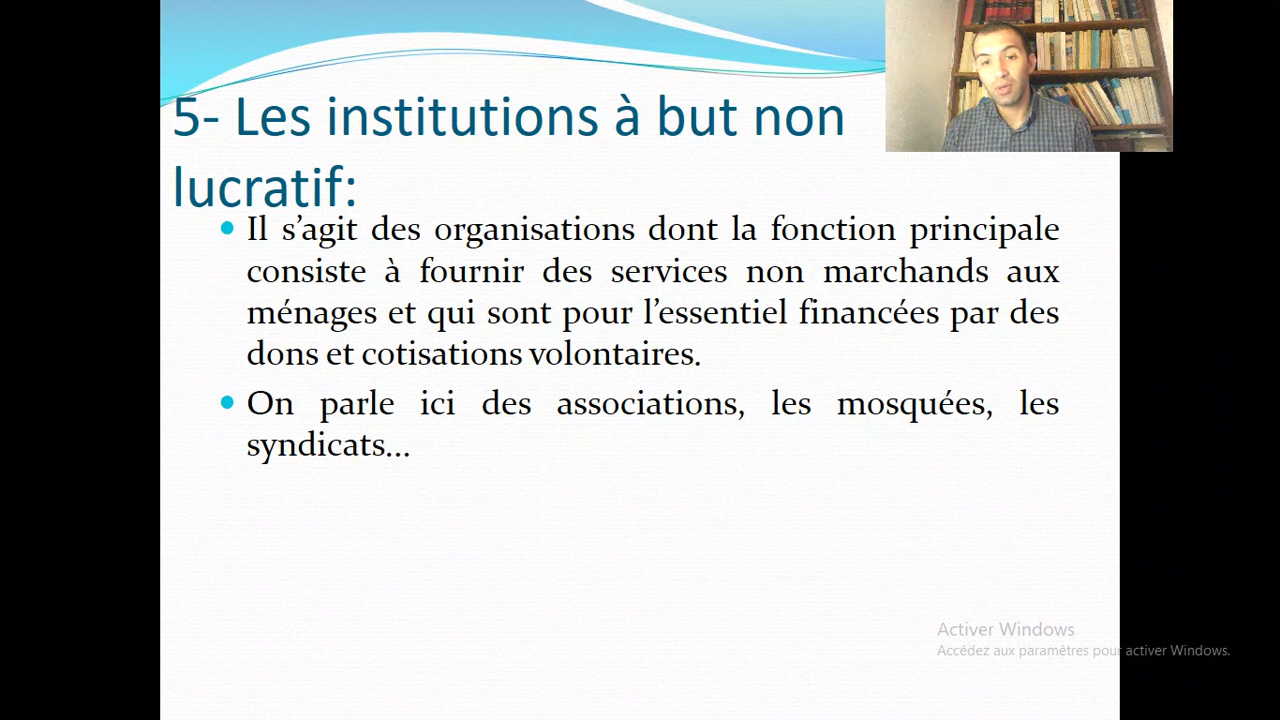 5- Les institutions à but non
lucratif:
• Il s’agit des organisations dont la fonction principale
consiste à fournir des services non marchands aux
ménages et qui sont pour l’essentiel financées par des
dons et cotisations volontaires.
• On parle ici des associations, les mosquées, les
syndicats...
Activer Windows
Accédez aux paramètres pour activer Windows.